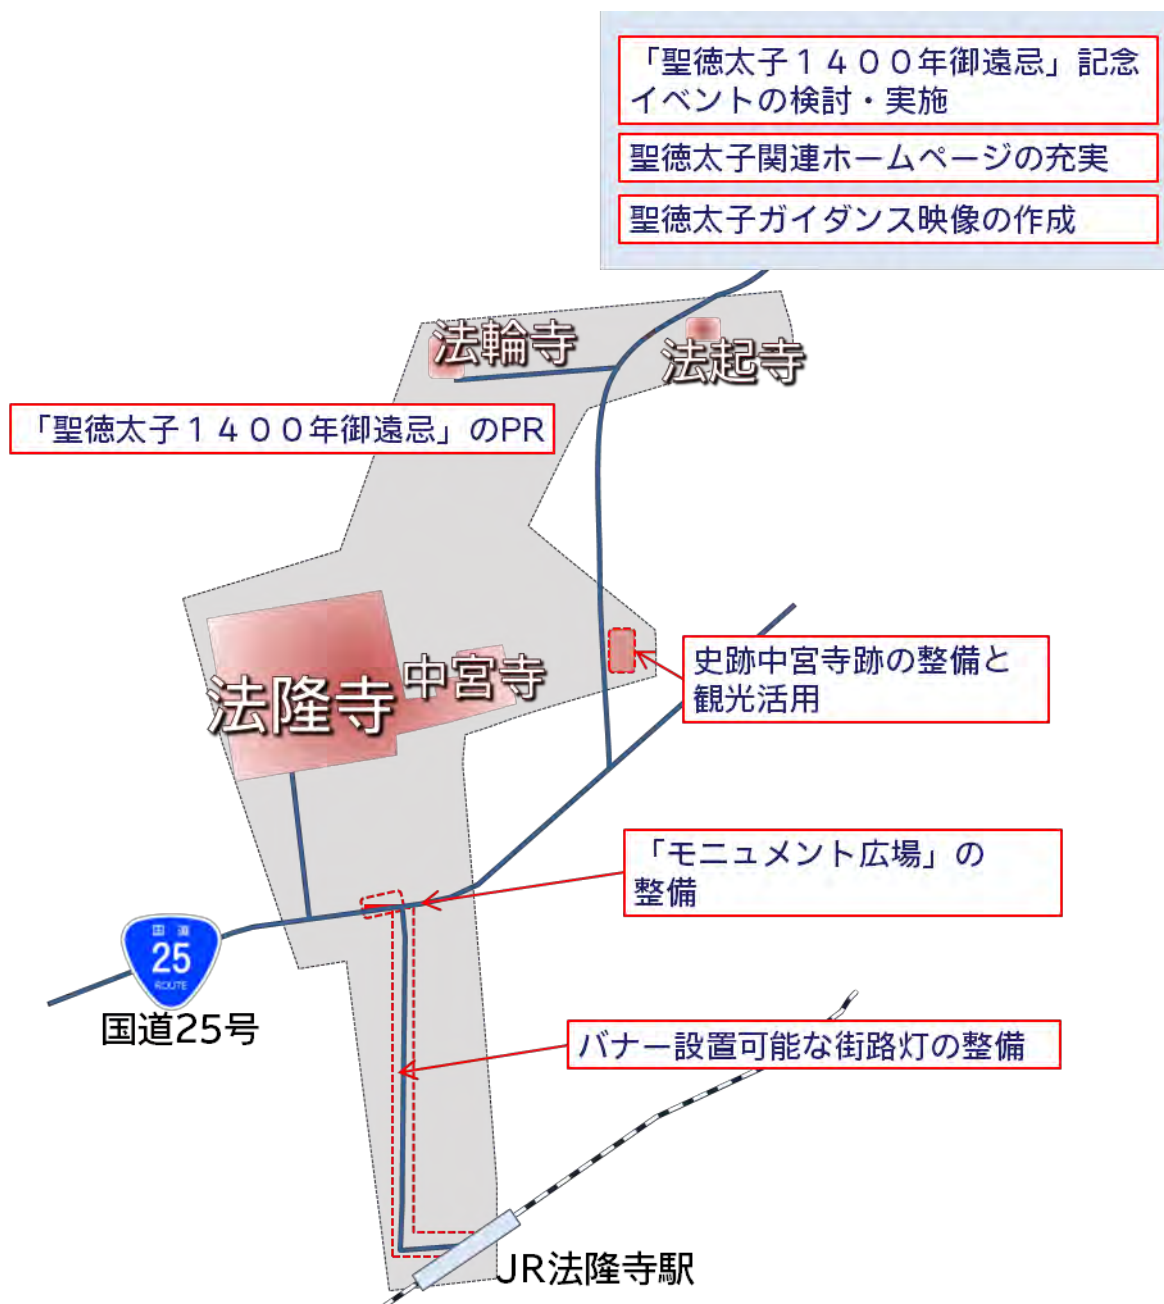 「聖徳太子１４００年御遠忌」記念
イベントの検討・実施
聖徳太子関連ホームページの充実
聖徳太子ガイダンス映像の作成
法輪寺
法起寺
「聖徳太子１４００年御遠忌」のPR
法隆寺
中宮寺
史跡中宮寺跡の整備と
観光活用
「モニュメント広場」の
整備
国道
25
ROUTE
国道25号
バナー設置可能な街路灯の整備
JR法隆寺駅